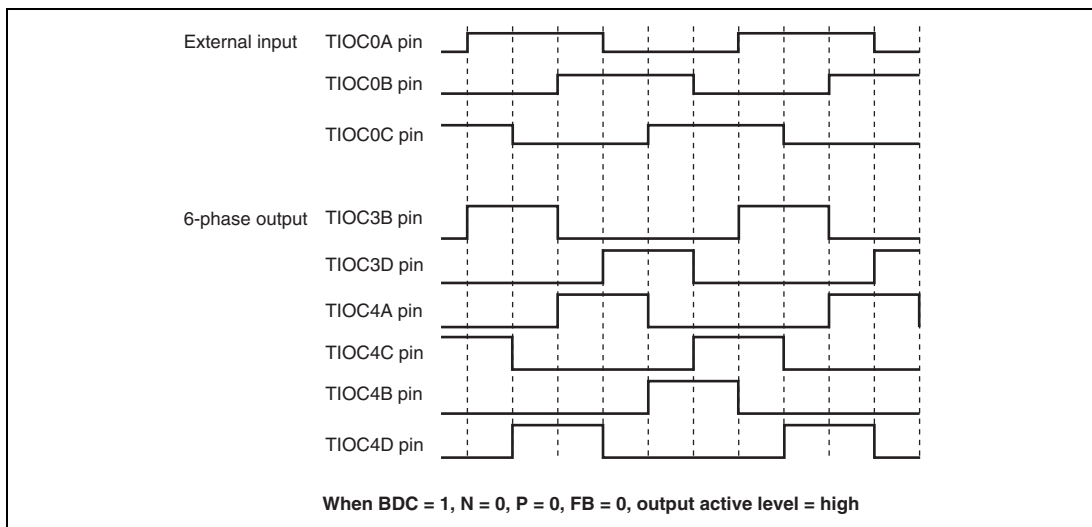 External input TIOC0A pin
TIOC0B pin
TIOC0C pin
6-phase output TIOC3B pin
TIOC3D pin
TIOC4A pin
TIOC4C pin
TIOC4B pin
TIOC4D pin
When BDC = 1, N = 0, P = 0, FB = 0, output active level = high